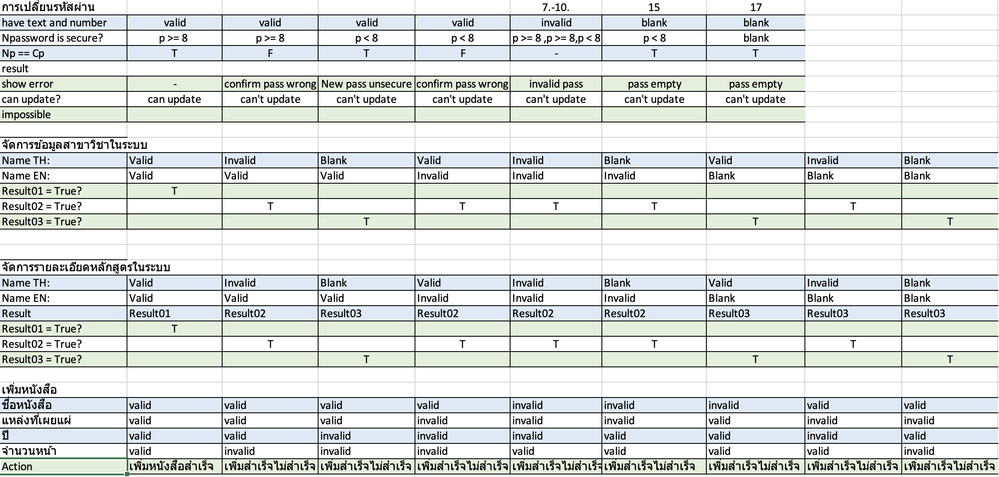 การเปลี่ยนรหัสผ่าน 7.-10. 15 17
have text and number valid valid valid valid invalid blank blank
Npassword is secure? p >= 8 p >= 8 p < 8 p < 8 p >= 8 ,p >= 8,p < 8 p < 8 blank
Np == Cp T F T F - T T
result
show error - confirm pass wrong New pass unsecure confirm pass wrong invalid pass pass empty pass empty
can update? can update can't update can't update can't update can't update can't update can't update
impossible
จัดการข้อมูลสาขาวิชาในระบบ
Name TH: Valid Invalid Blank Valid Invalid Blank Valid Invalid Blank
Name EN: Valid Valid Valid Invalid Invalid Invalid Blank Blank Blank
Result01 = True? T
Result02 = True? T T T T T
Result03 = True? T T T
จัดการรายละเอียดหลักสูตรในระบบ
Name TH: Valid Invalid Blank Valid Invalid Blank Valid Invalid Blank
Name EN: Valid Valid Valid Invalid Invalid Invalid Blank Blank Blank
Result Result01 Result02 Result03 Result02 Result02 Result02 Result03 Result03 Result03
Result01 = True? T
Result02 = True? T T T T T
Result03 = True? T T T
เพิ่มหนังสือ
ชื่อหนังสือ valid valid valid valid invalid invalid invalid valid valid
แหล่งที่เผยแผ่ valid valid valid invalid invalid invalid valid invalid invalid
ปี valid valid invalid invalid invalid valid valid invalid valid
จำนวนหน้า valid invalid invalid invalid valid valid valid valid invalid
Action เพิ่มหนังสือสำเร็จ เพิ่มสำเร็จไม่สำเร็จ เพิ่มสำเร็จไม่สำเร็จ เพิ่มสำเร็จไม่สำเร็จ เพิ่มสำเร็จไม่สำเร็จ เพิ่มสำเร็จไม่สำเร็จ เพิ่มสำเร็จไม่สำเร็จ เพิ่มสำเร็จไม่สำเร็จ เพิ่มสำเร็จไม่สำเร็จ